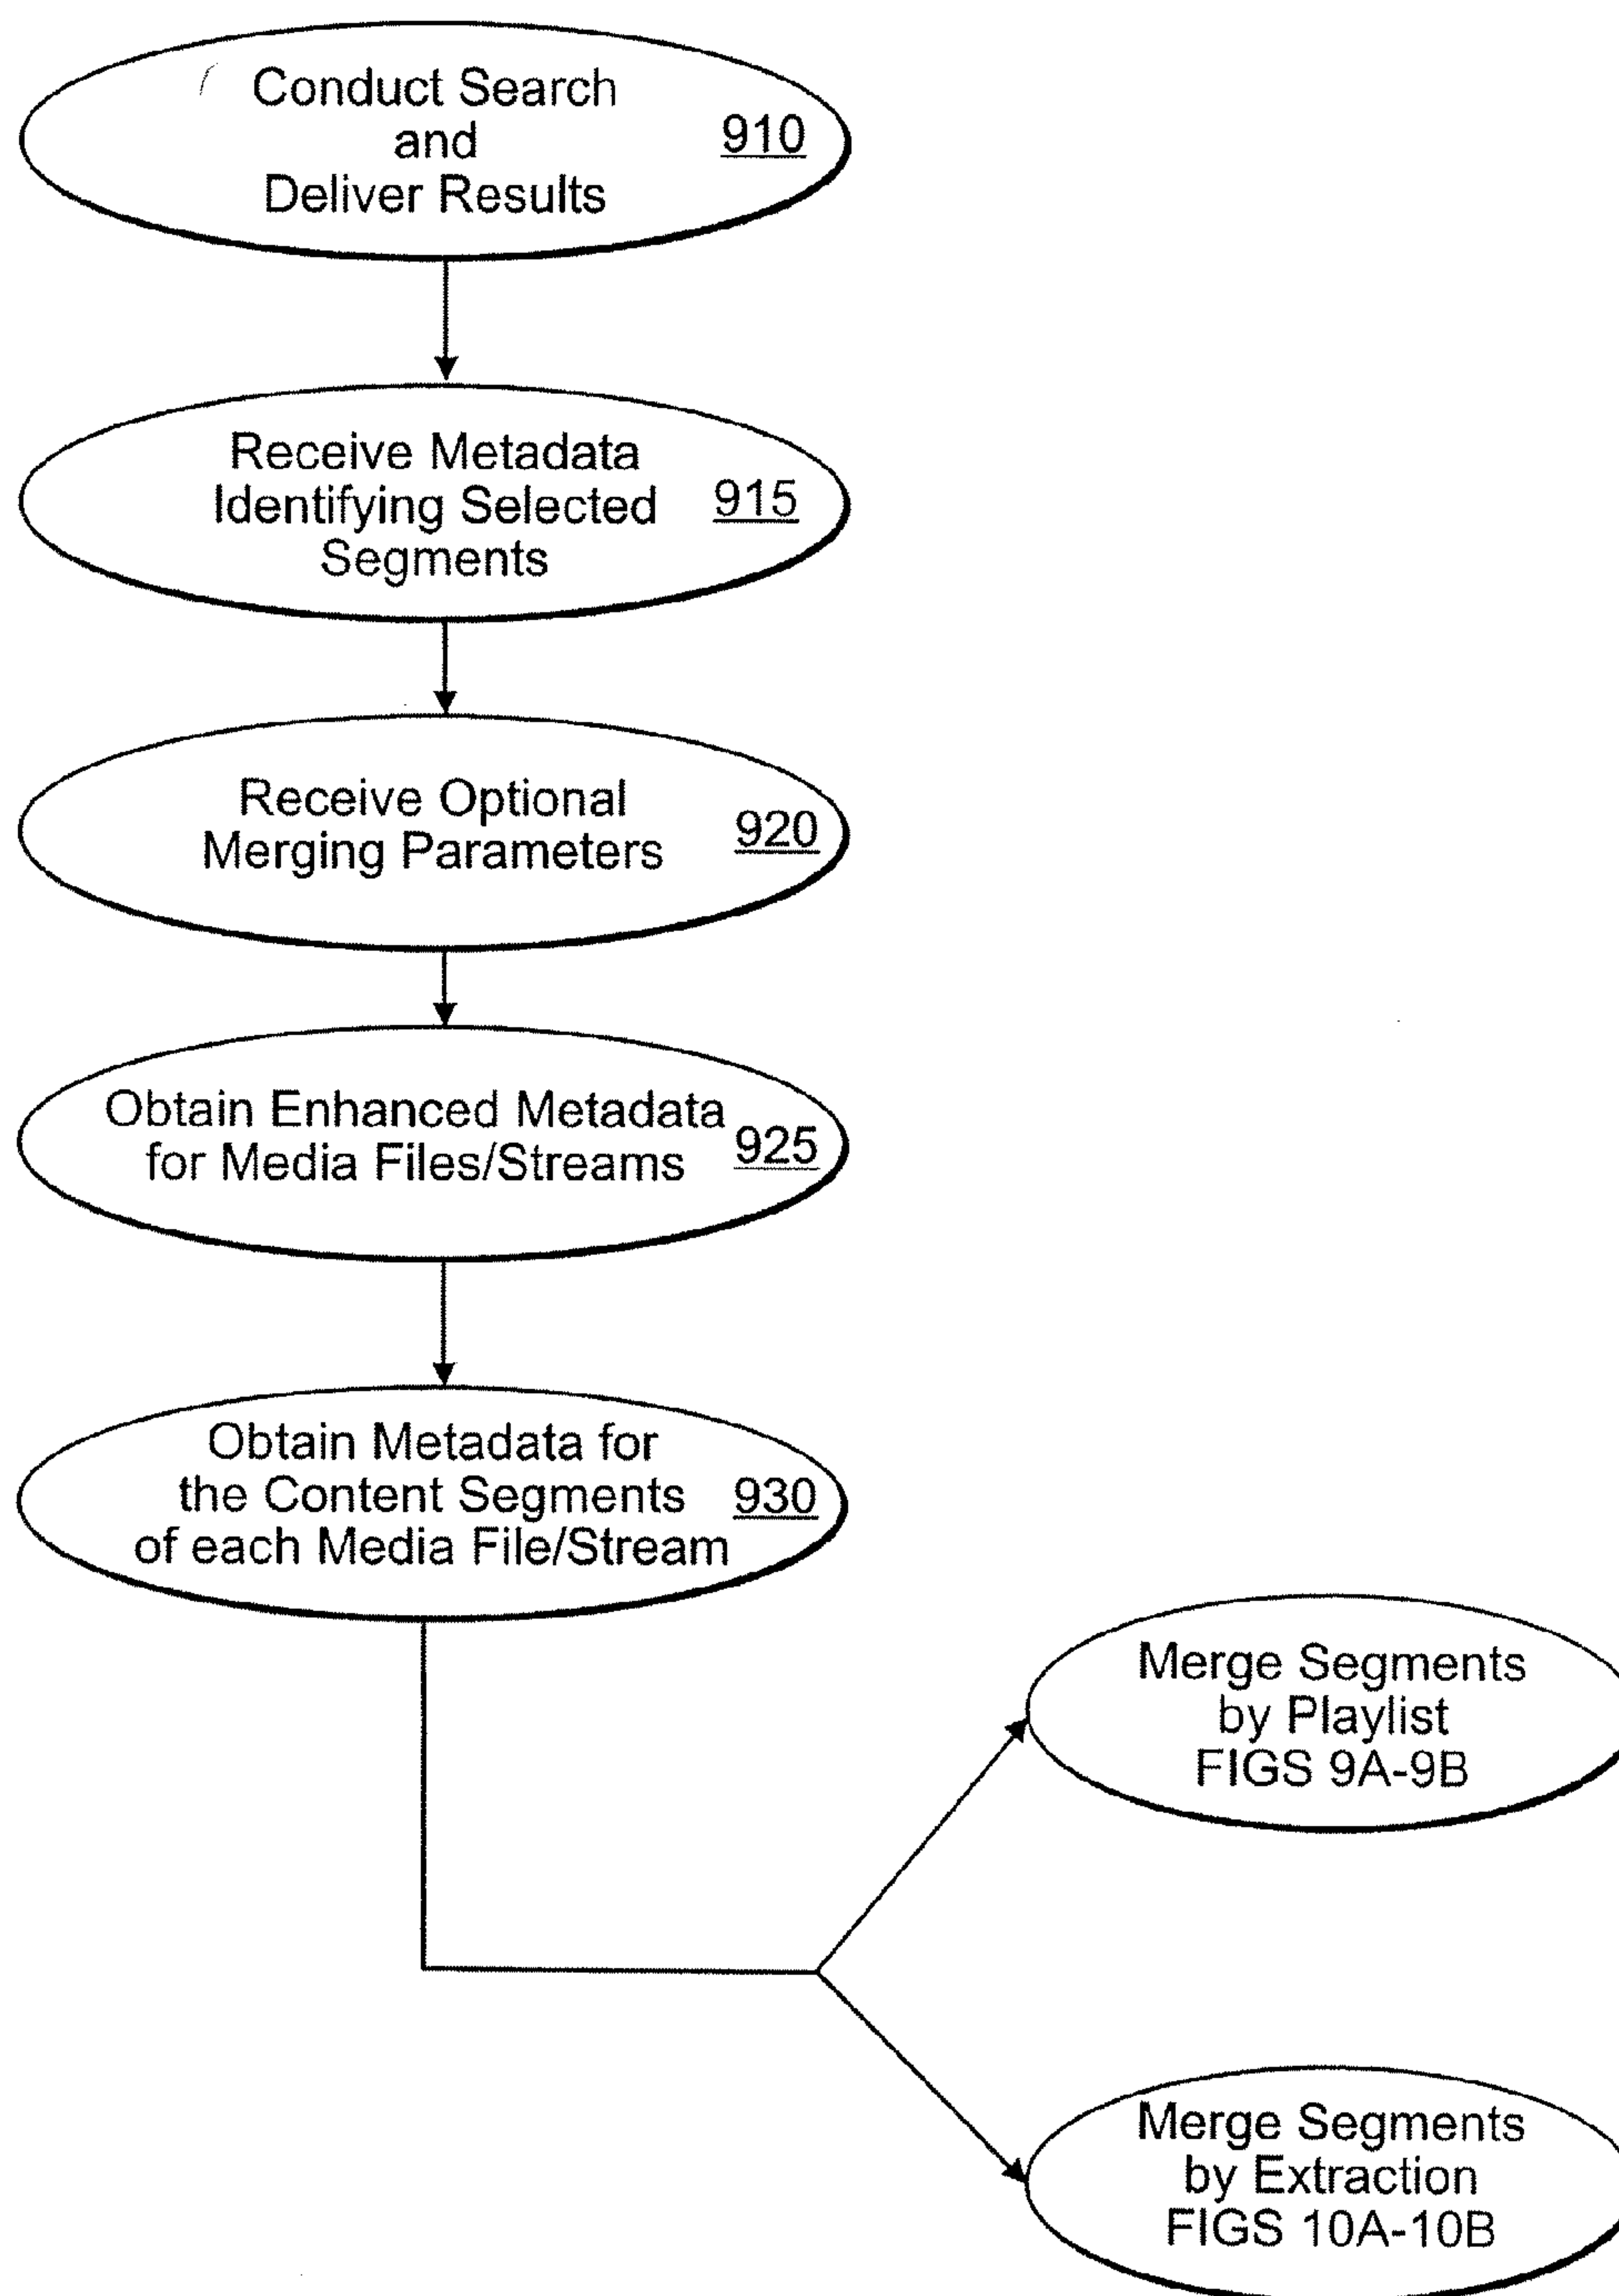 Conduct Search
and
Deliver Results
910
Receive Metadata
Identifying Selected
Segments
915
Receive Optional
Merging Parameters
920
Obtain Enhanced Metadata
for Media Files/Streams
925
Obtain Metadata for
the Content Segments
of each Media File/Stream
930
Merge Segments
by Playlist
FIGS 9A-9B
Merge Segments
by Extraction
FIGS 10A-10B